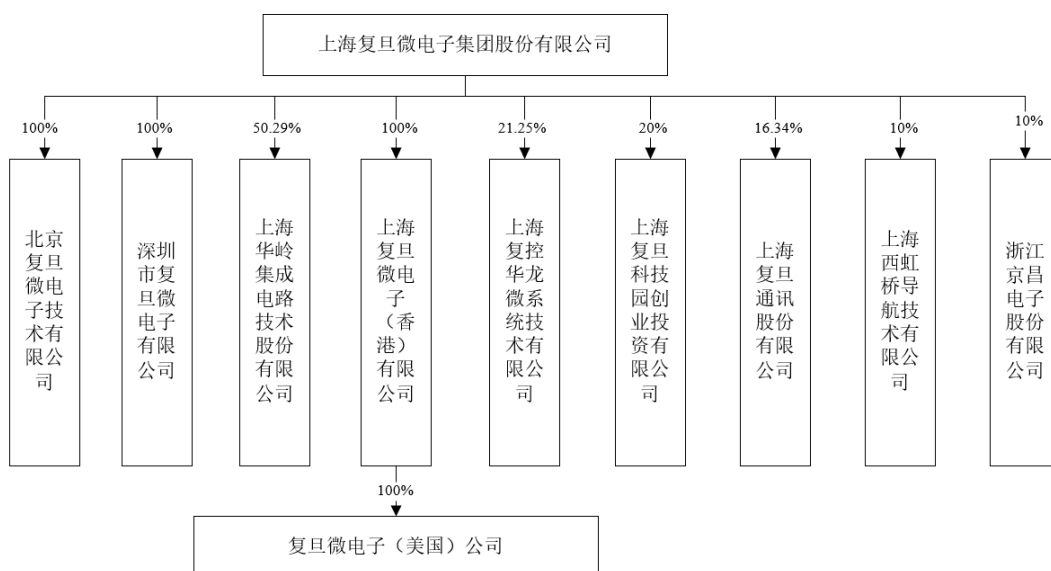 上海复旦微电子集团股份有限公司
100%
100%
50.29%
100%
21.25%
20%
16.34%
10%
10%
北京
复旦
微电
子技
术有
限公
司
深圳
市复
旦微
电子
有限
公司
上海
华岭
集成
电路
技术
股份
有限
公司
上海
复旦
微电
子
（香
港）
有限
公司
上海
复控
华龙
微系
统技
术有
限公
司
上海
复旦
科技
园创
业投
资有
限公
司
上海
复旦
通讯
股份
有限
公司
上海
西虹
桥导
航技
术有
限公
司
浙江
京昌
电子
股份
有限
公司
100%
复旦微电子（美国）公司